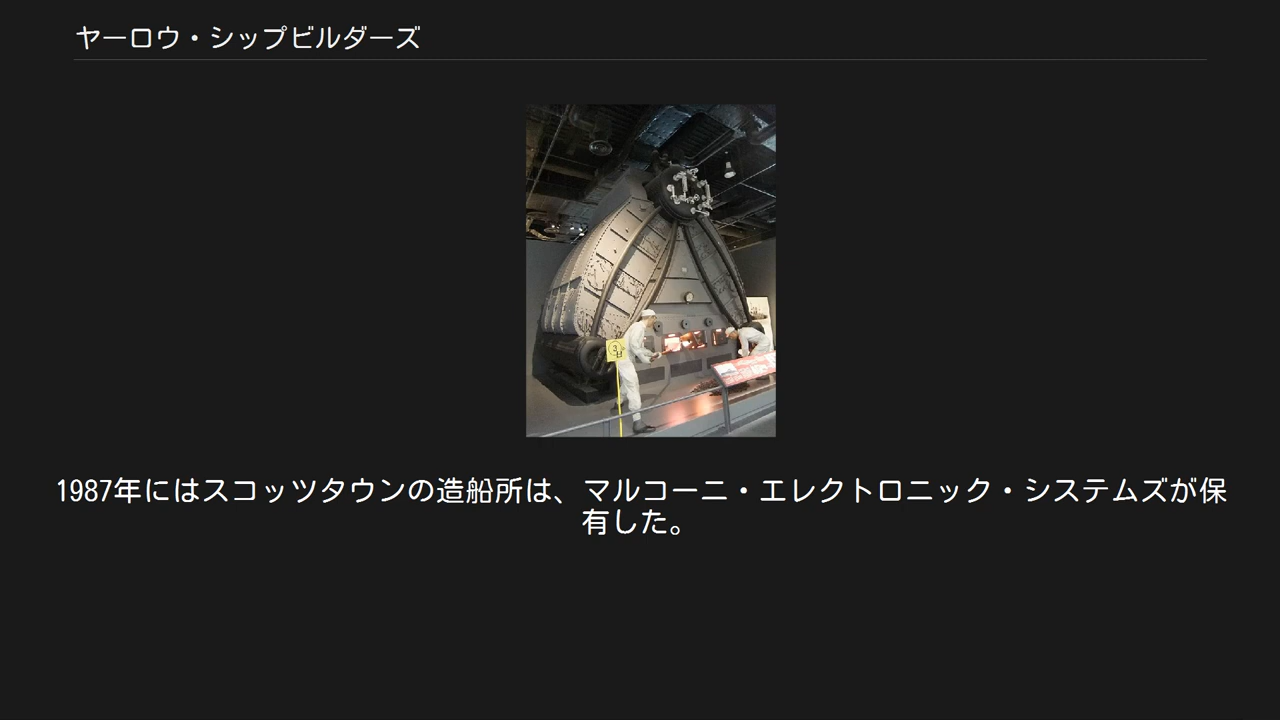 ヤーロウ・シップビルダーズ
1987年にはスコッツタウンの造船所は、マルコーニ・エレクトロニック・システムズが保
有した。